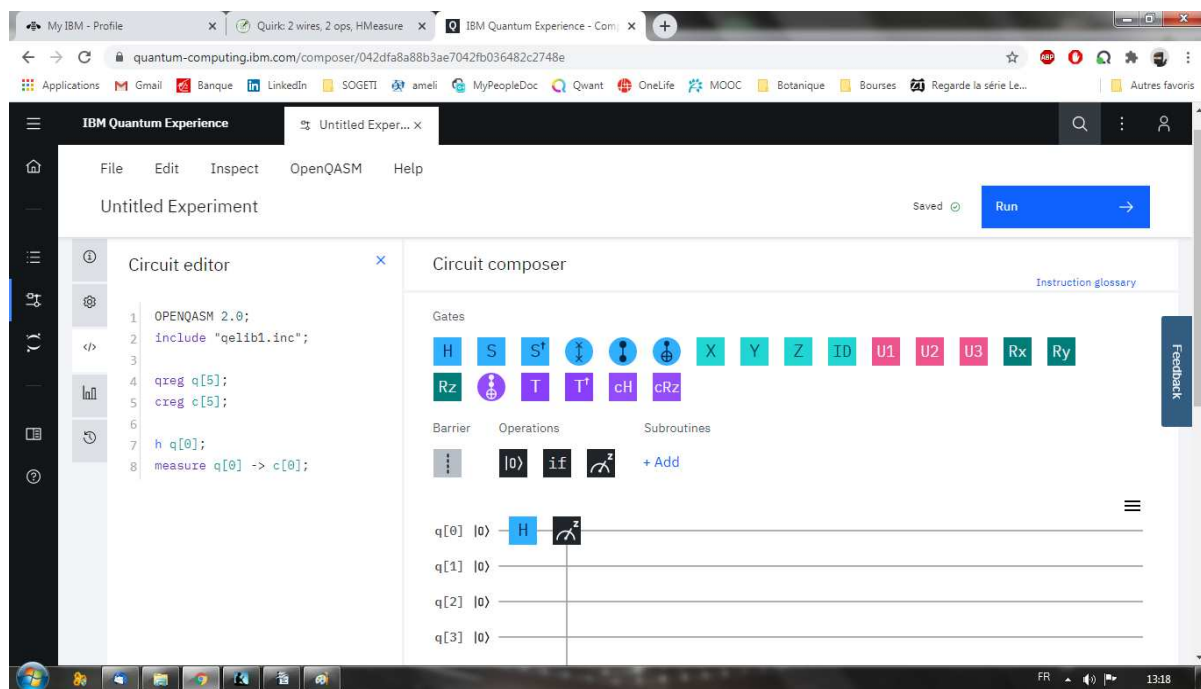 My IBM - Profile
Quirk: 2 wires, 2 ops, HMeasure
IBM Quantum Experience - Com
quantum-computing.ibm.com/composer/042dfa8a88b3ae7042fb036482c2748e
Applications Gmail Banque LinkedIn SOGETI ameli MyPeopleDoc Qwant OneLife MOOC Botanique Bourses Regarde la série Le... Autres favoris
IBM Quantum Experience
Untitled Exper...
File Edit Inspect OpenQASM Help
Untitled Experiment
Saved
Run
Circuit editor
1 OPENQASM 2.0;
2 include "qelib1.inc";
3
4 qreg q[5];
5 creg c[5];
6
7 h q[0];
8 measure q[0] -> c[0];
Circuit composer
Instruction glossary
Gates
H S S† X Y Z ID U1 U2 U3 Rx Ry
Rz T T† cH cRz
Barrier Operations Subroutines
|0⟩ if z + Add
q[0] |0⟩ H z
q[1] |0⟩
q[2] |0⟩
q[3] |0⟩
Feedback
FR 13:18